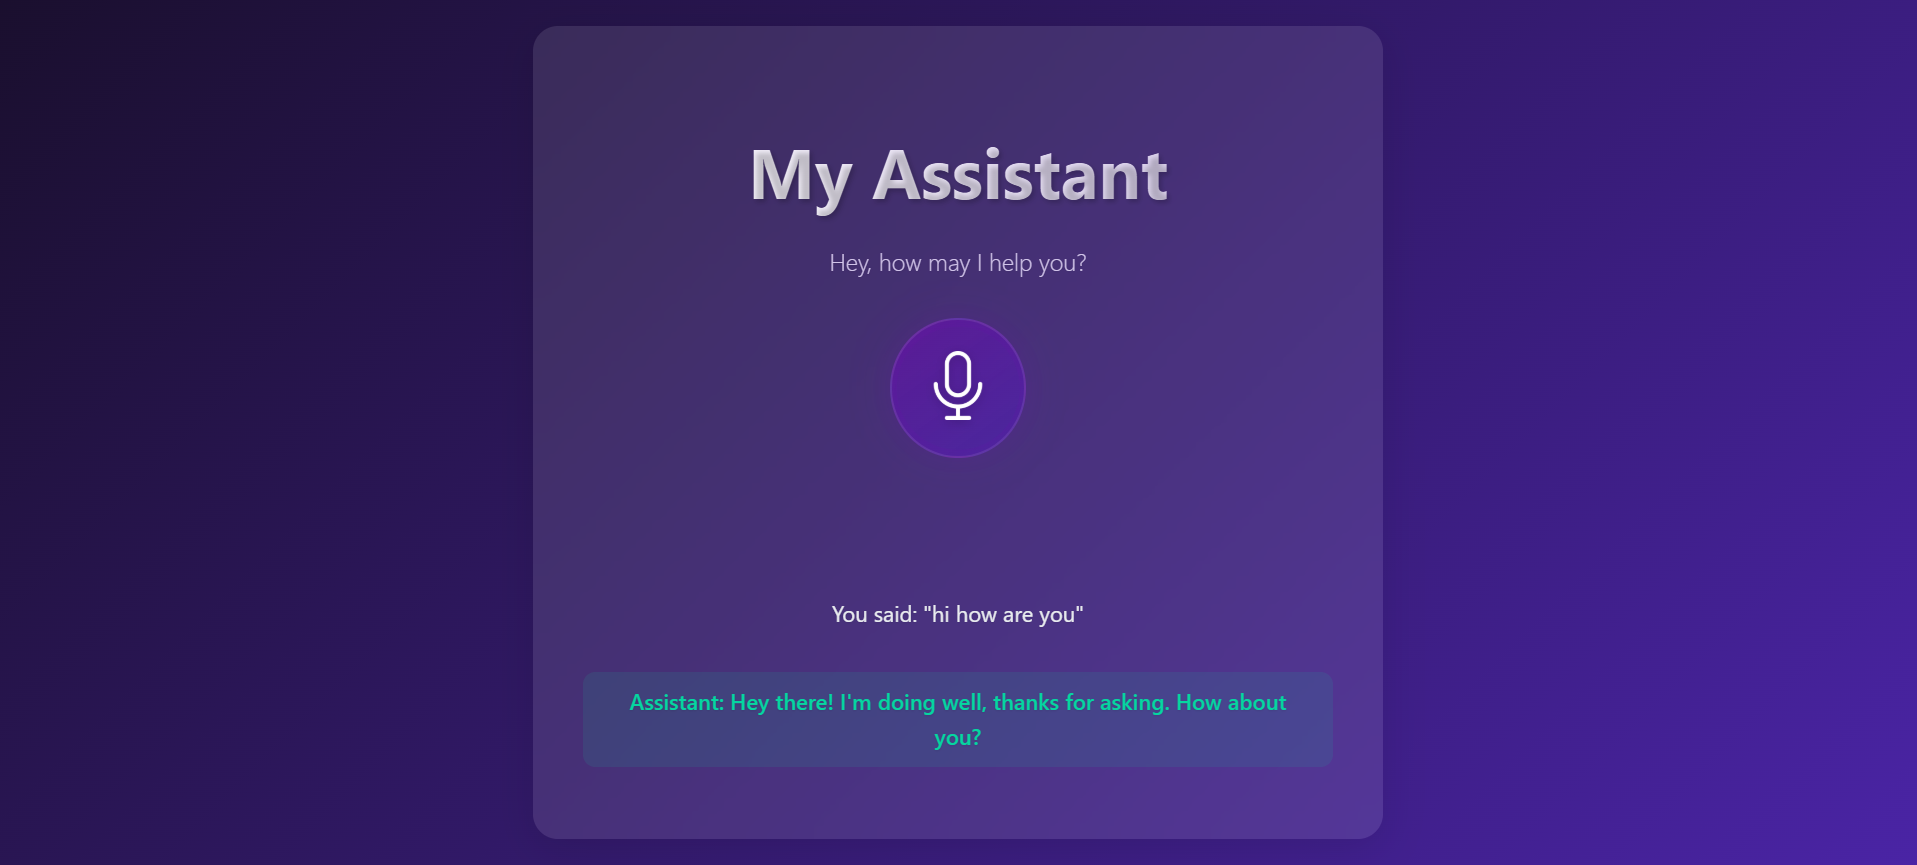 My Assistant
Hey, how may I help you?
You said: "hi how are you"
Assistant: Hey there! I'm doing well, thanks for asking. How about
you?